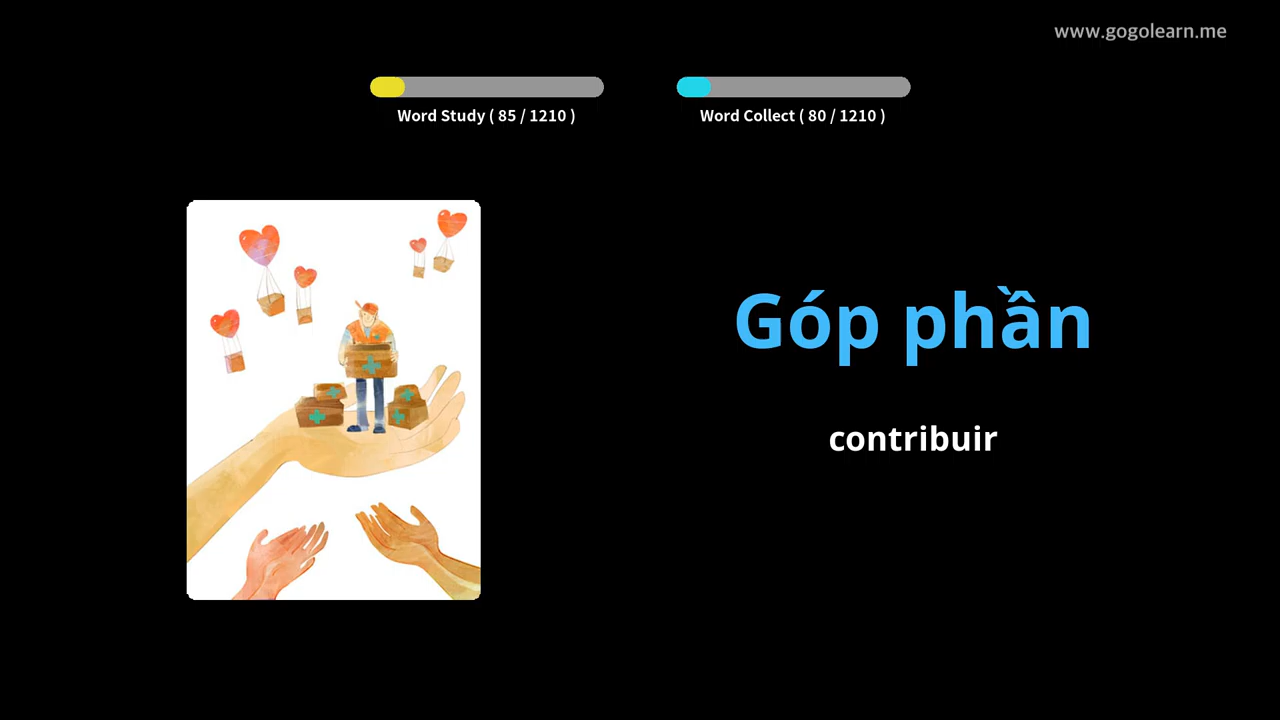 www.gogolearn.me
Word Study ( 85 / 1210 )
Word Collect ( 80 / 1210 )
Góp phần
contribuir